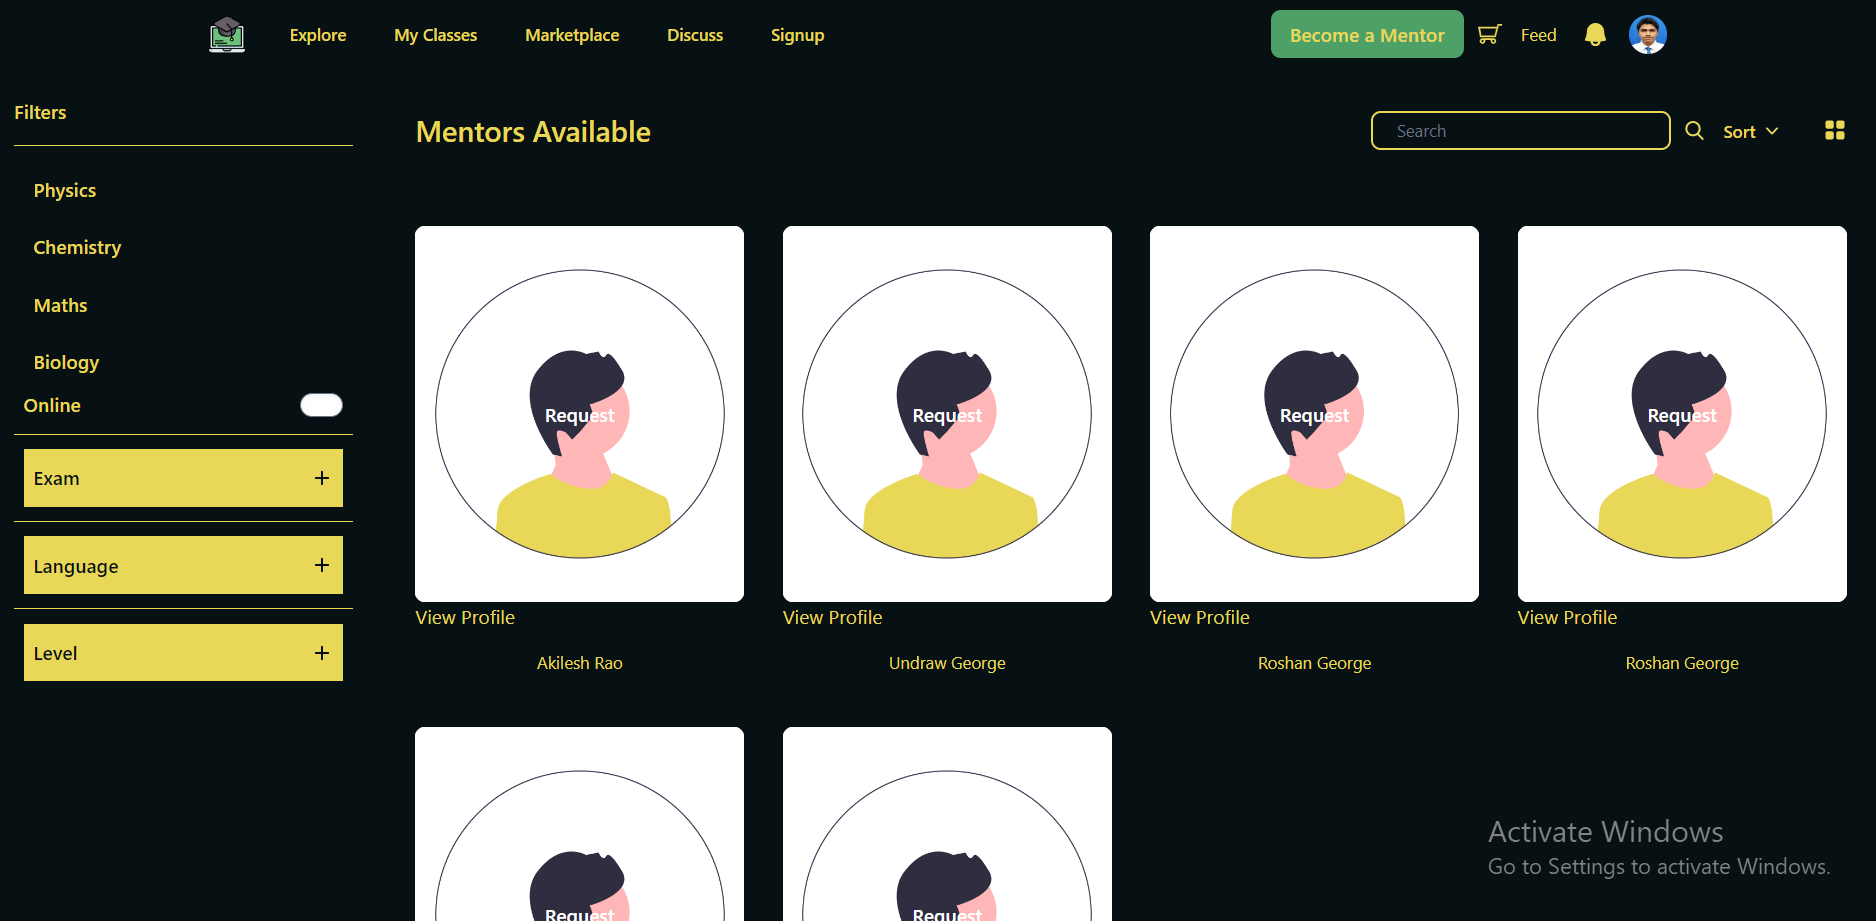 Explore My Classes Marketplace Discuss Signup Become a Mentor Feed
Filters
Mentors Available Search Sort
Physics
Chemistry
Maths
Biology
Online
Exam +
Language +
Level +
Request Request Request Request
View Profile View Profile View Profile View Profile
Akilesh Rao Undraw George Roshan George Roshan George
Request Request
Activate Windows
Go to Settings to activate Windows.